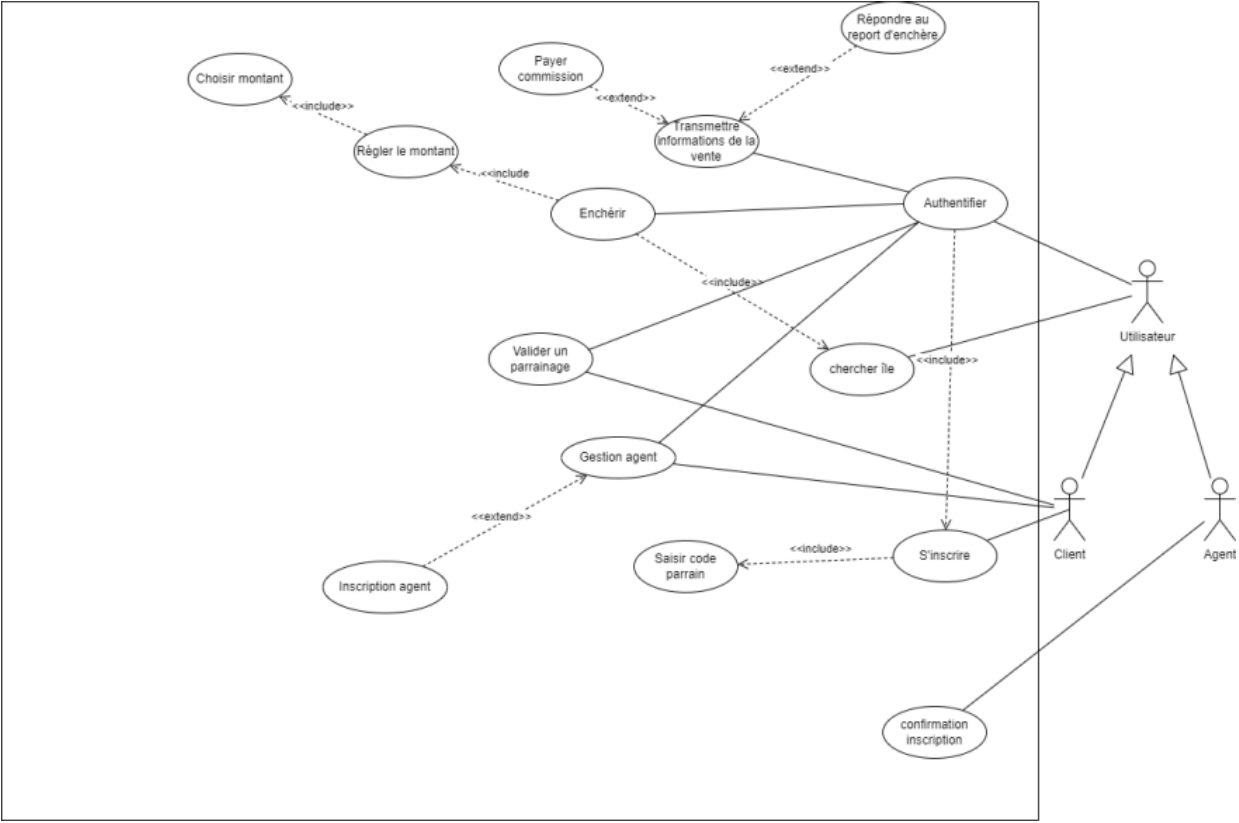 Répondre au
report d'enchère
Payer
commission
<<extend>>
Choisir montant
<<extend>>
<<include>>
Transmettre
informations de la
vente
Règler le montant
<<include
Authentifier
Enchérir
<<include>>
Utilisateur
Valider un
parrainage
chercher île
<<include>>
Gestion agent
<<extend>>
<<include>>
S'inscrire
Client
Agent
Saisir code
parrain
Inscription agent
confirmation
inscription